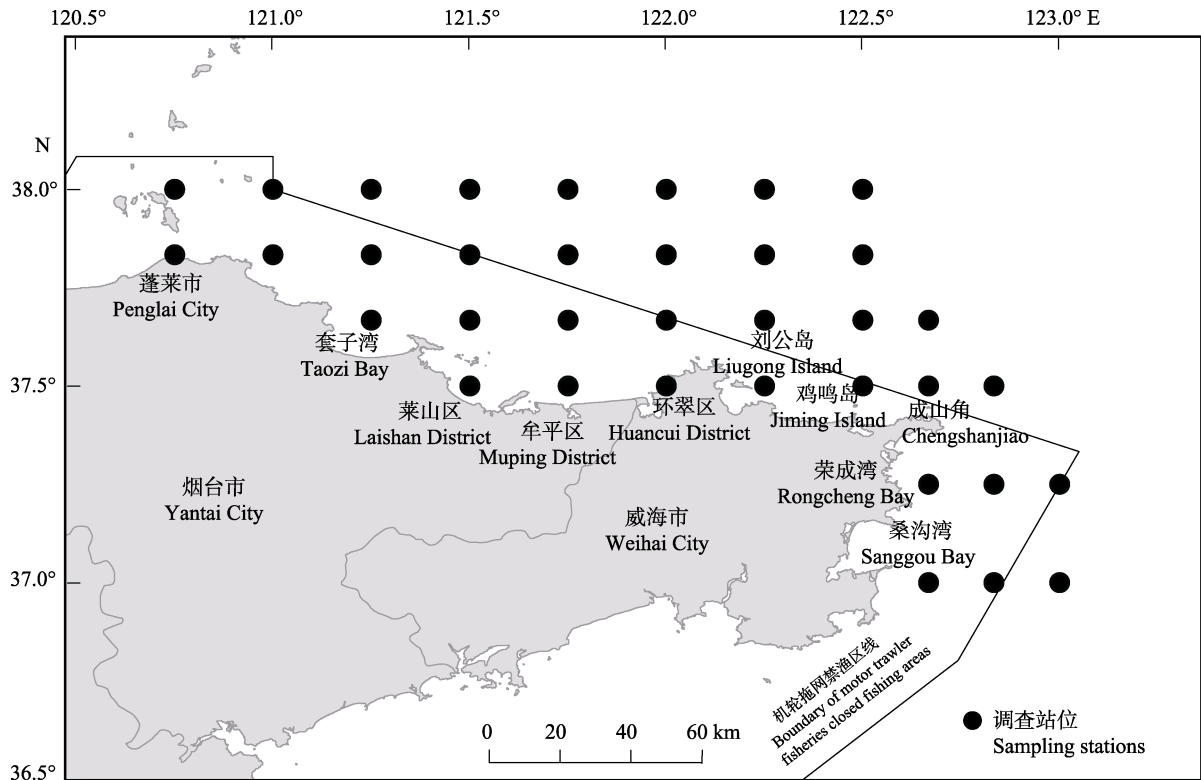 120.5°
121.0°
121.5°
122.0°
122.5°
123.0° E
N
38.0°
37.5°
37.0°
36.5°
蓬莱市
Penglai City
套子湾
Taozi Bay
刘公岛
Liugong Island
鸡鸣岛
Jiming Island
成山角
Chengshanjiao
莱山区
Laishan District
牟平区
Muping District
环翠区
Huancui District
荣成湾
Rongcheng Bay
烟台市
Yantai City
威海市
Weihai City
桑沟湾
Sanggou Bay
机轮拖网禁渔区线
Boundary of motor trawler
fisheries closed fishing areas
0 20 40 60 km
调查站位
Sampling stations